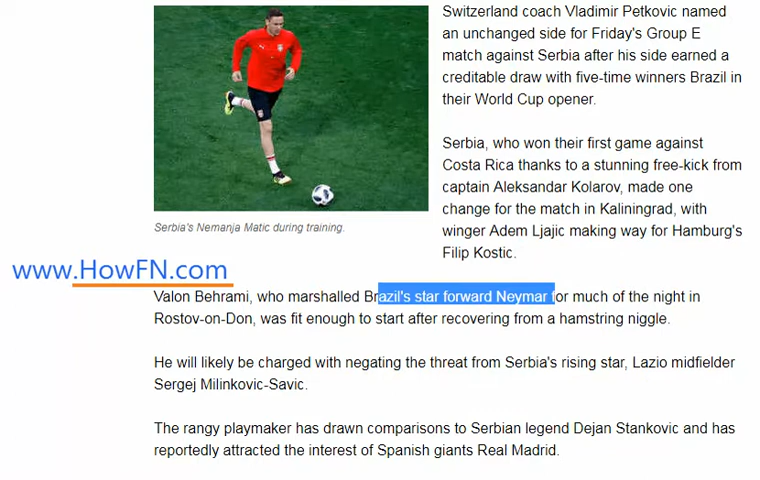 Switzerland coach Vladimir Petkovic named
an unchanged side for Friday's Group E
match against Serbia after his side earned a
creditable draw with five-time winners Brazil in
their World Cup opener.
Serbia, who won their first game against
Costa Rica thanks to a stunning free-kick from
captain Aleksandar Kolarov, made one
change for the match in Kaliningrad, with
winger Adem Ljajic making way for Hamburg's
Filip Kostic.
Serbia's Nemanja Matic during training.
www.HowFN.com
Valon Behrami, who marshalled Brazil's star forward Neymar for much of the night in
Rostov-on-Don, was fit enough to start after recovering from a hamstring niggle.
He will likely be charged with negating the threat from Serbia's rising star, Lazio midfielder
Sergej Milinkovic-Savic.
The rangy playmaker has drawn comparisons to Serbian legend Dejan Stankovic and has
reportedly attracted the interest of Spanish giants Real Madrid.